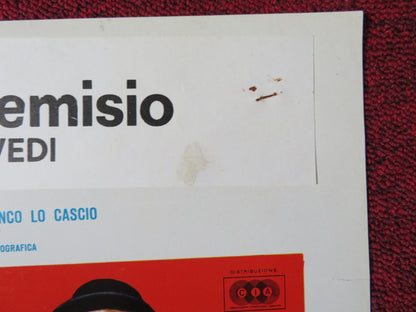 emisio
VEDI
NCO LO CASCIO
OGRAFICA
DISTRIBUZIONE
CIA